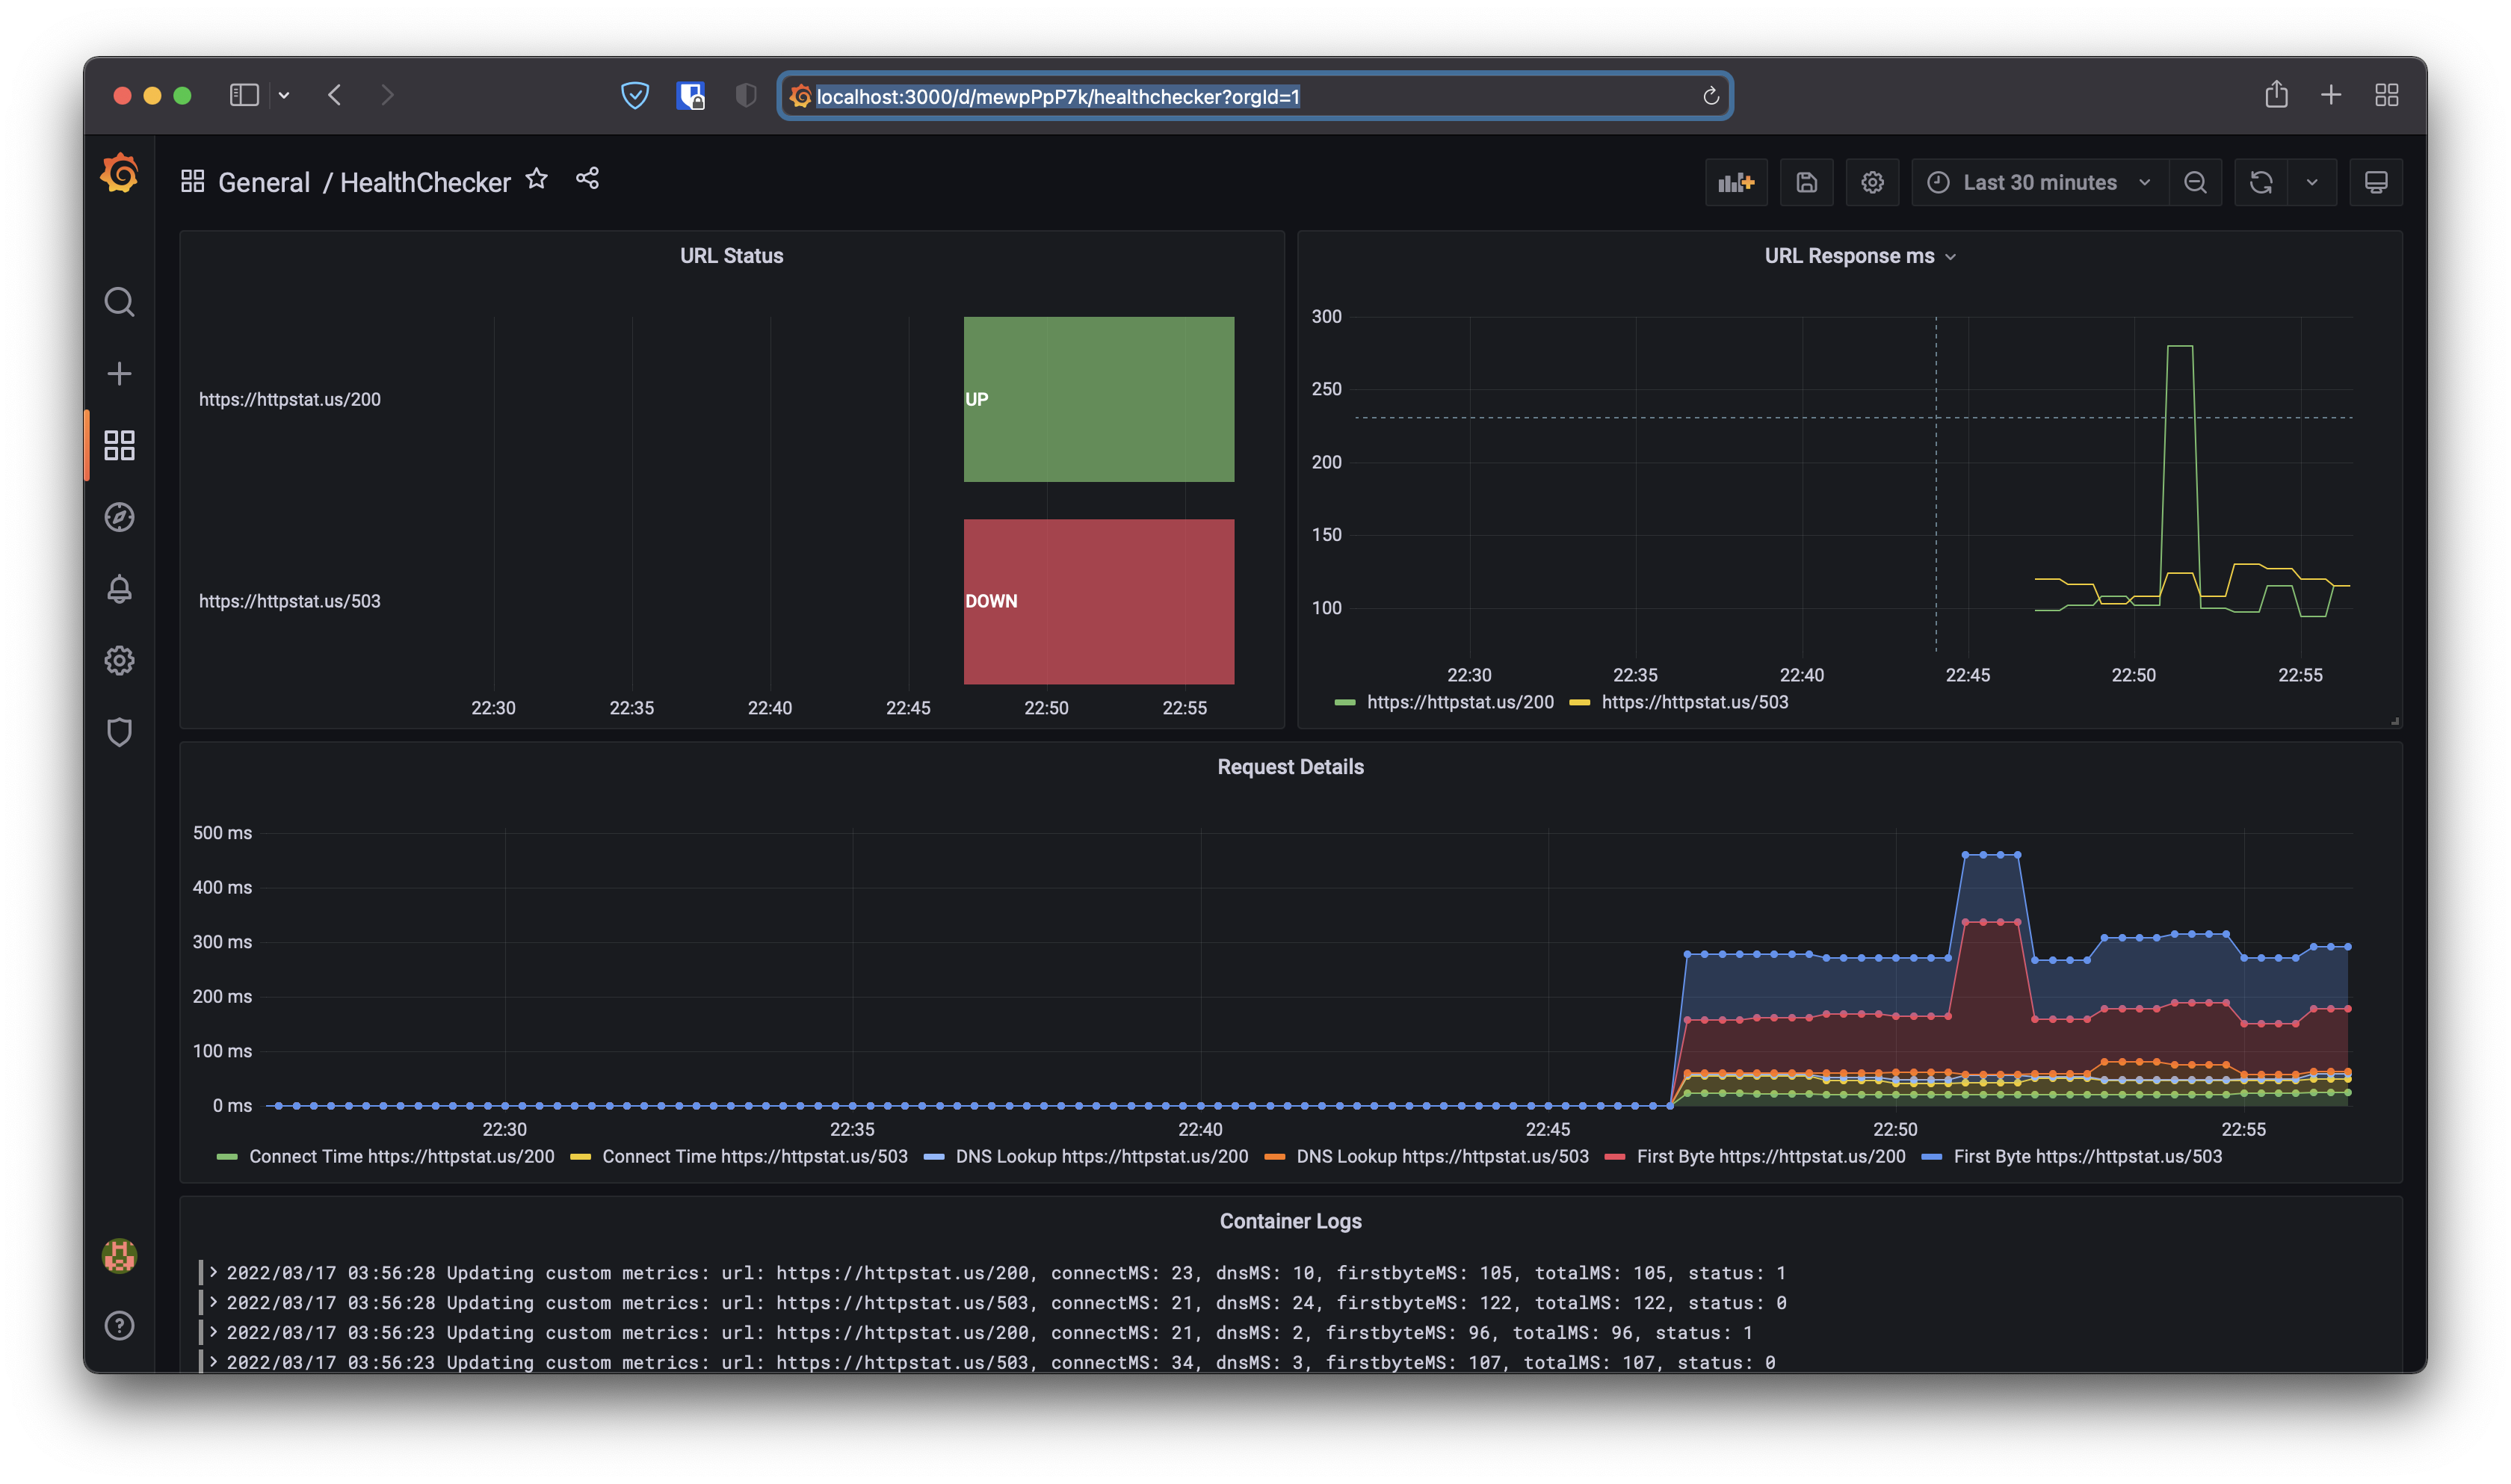 localhost:3000/d/mewpPpP7k/healthchecker?orgId=1
General / HealthChecker
Last 30 minutes
URL Status
https://httpstat.us/200
UP
https://httpstat.us/503
DOWN
22:30 22:35 22:40 22:45 22:50 22:55
URL Response ms
300
250
200
150
100
22:30 22:35 22:40 22:45 22:50 22:55
https://httpstat.us/200 https://httpstat.us/503
Request Details
500 ms
400 ms
300 ms
200 ms
100 ms
0 ms
22:30 22:35 22:40 22:45 22:50 22:55
Connect Time https://httpstat.us/200 Connect Time https://httpstat.us/503 DNS Lookup https://httpstat.us/200 DNS Lookup https://httpstat.us/503 First Byte https://httpstat.us/200 First Byte https://httpstat.us/503
Container Logs
> 2022/03/17 03:56:28 Updating custom metrics: url: https://httpstat.us/200, connectMS: 23, dnsMS: 10, firstbyteMS: 105, totalMS: 105, status: 1
> 2022/03/17 03:56:28 Updating custom metrics: url: https://httpstat.us/503, connectMS: 21, dnsMS: 24, firstbyteMS: 122, totalMS: 122, status: 0
> 2022/03/17 03:56:23 Updating custom metrics: url: https://httpstat.us/200, connectMS: 21, dnsMS: 2, firstbyteMS: 96, totalMS: 96, status: 1
> 2022/03/17 03:56:23 Updating custom metrics: url: https://httpstat.us/503, connectMS: 34, dnsMS: 3, firstbyteMS: 107, totalMS: 107, status: 0